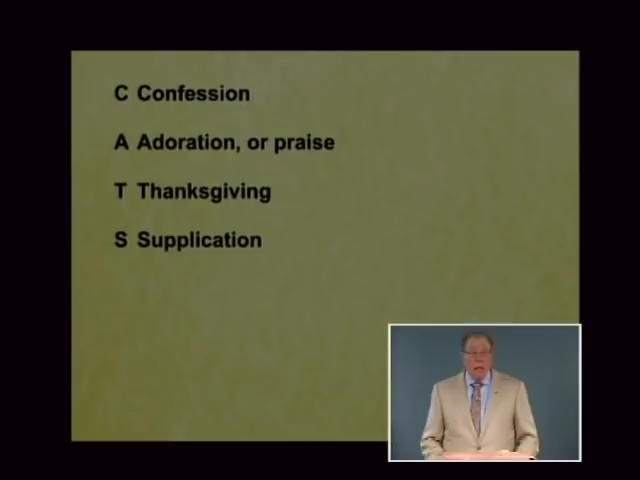 C Confession
A Adoration, or praise
T Thanksgiving
S Supplication